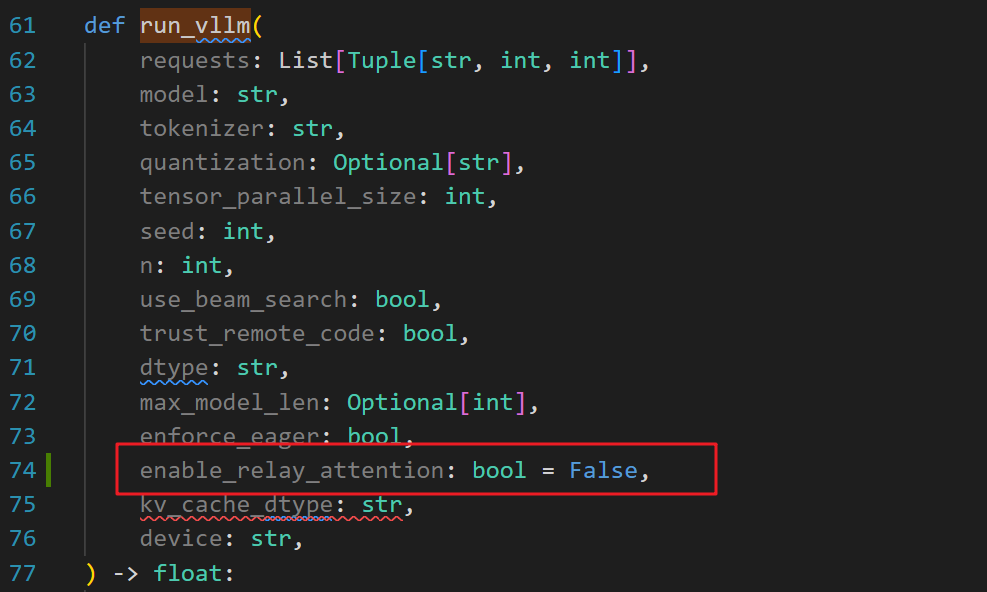 61 def run_vllm(
62 requests: List[Tuple[str, int, int]],
63 model: str,
64 tokenizer: str,
65 quantization: Optional[str],
66 tensor_parallel_size: int,
67 seed: int,
68 n: int,
69 use_beam_search: bool,
70 trust_remote_code: bool,
71 dtype: str,
72 max_model_len: Optional[int],
73 enforce_eager: bool,
74 enable_relay_attention: bool = False,
75 kv_cache_dtype: str,
76 device: str,
77 ) -> float: